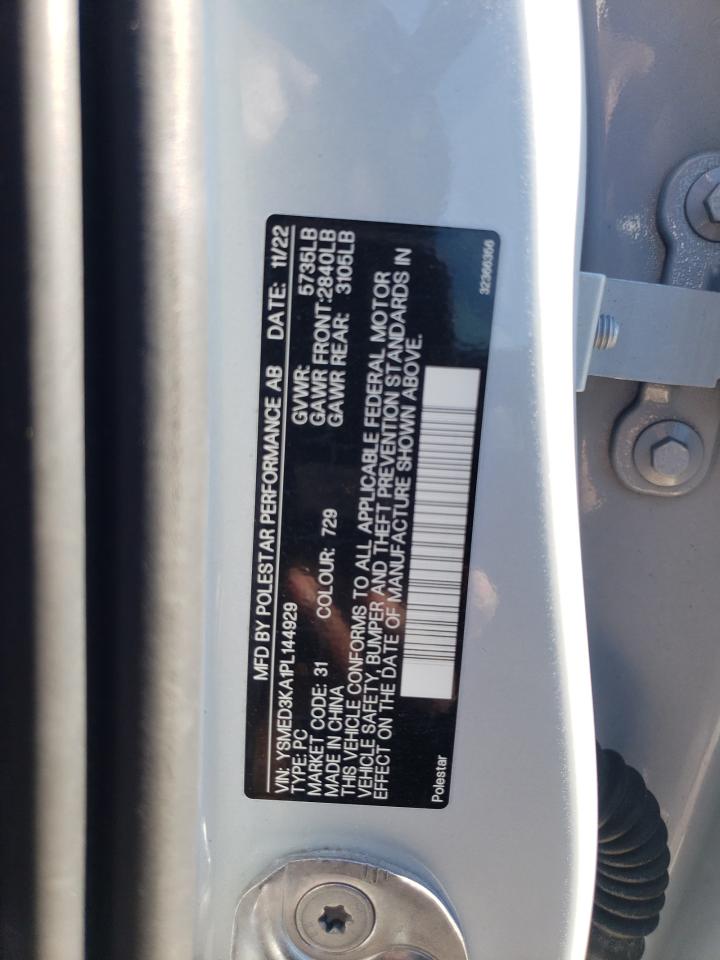 MFD BY POLESTAR PERFORMANCE AB DATE: 11/22
VIN: YSMED3KA1PL144929
TYPE: PC
MARKET CODE: 31 COLOUR: 729
MADE IN CHINA
GVWR: 5735LB
GAWR FRONT:2840LB
GAWR REAR: 3105LB
THIS VEHICLE CONFORMS TO ALL APPLICABLE FEDERAL MOTOR
VEHICLE SAFETY, BUMPER AND THEFT PREVENTION STANDARDS IN
EFFECT ON THE DATE OF MANUFACTURE SHOWN ABOVE.
Polestar
32366366